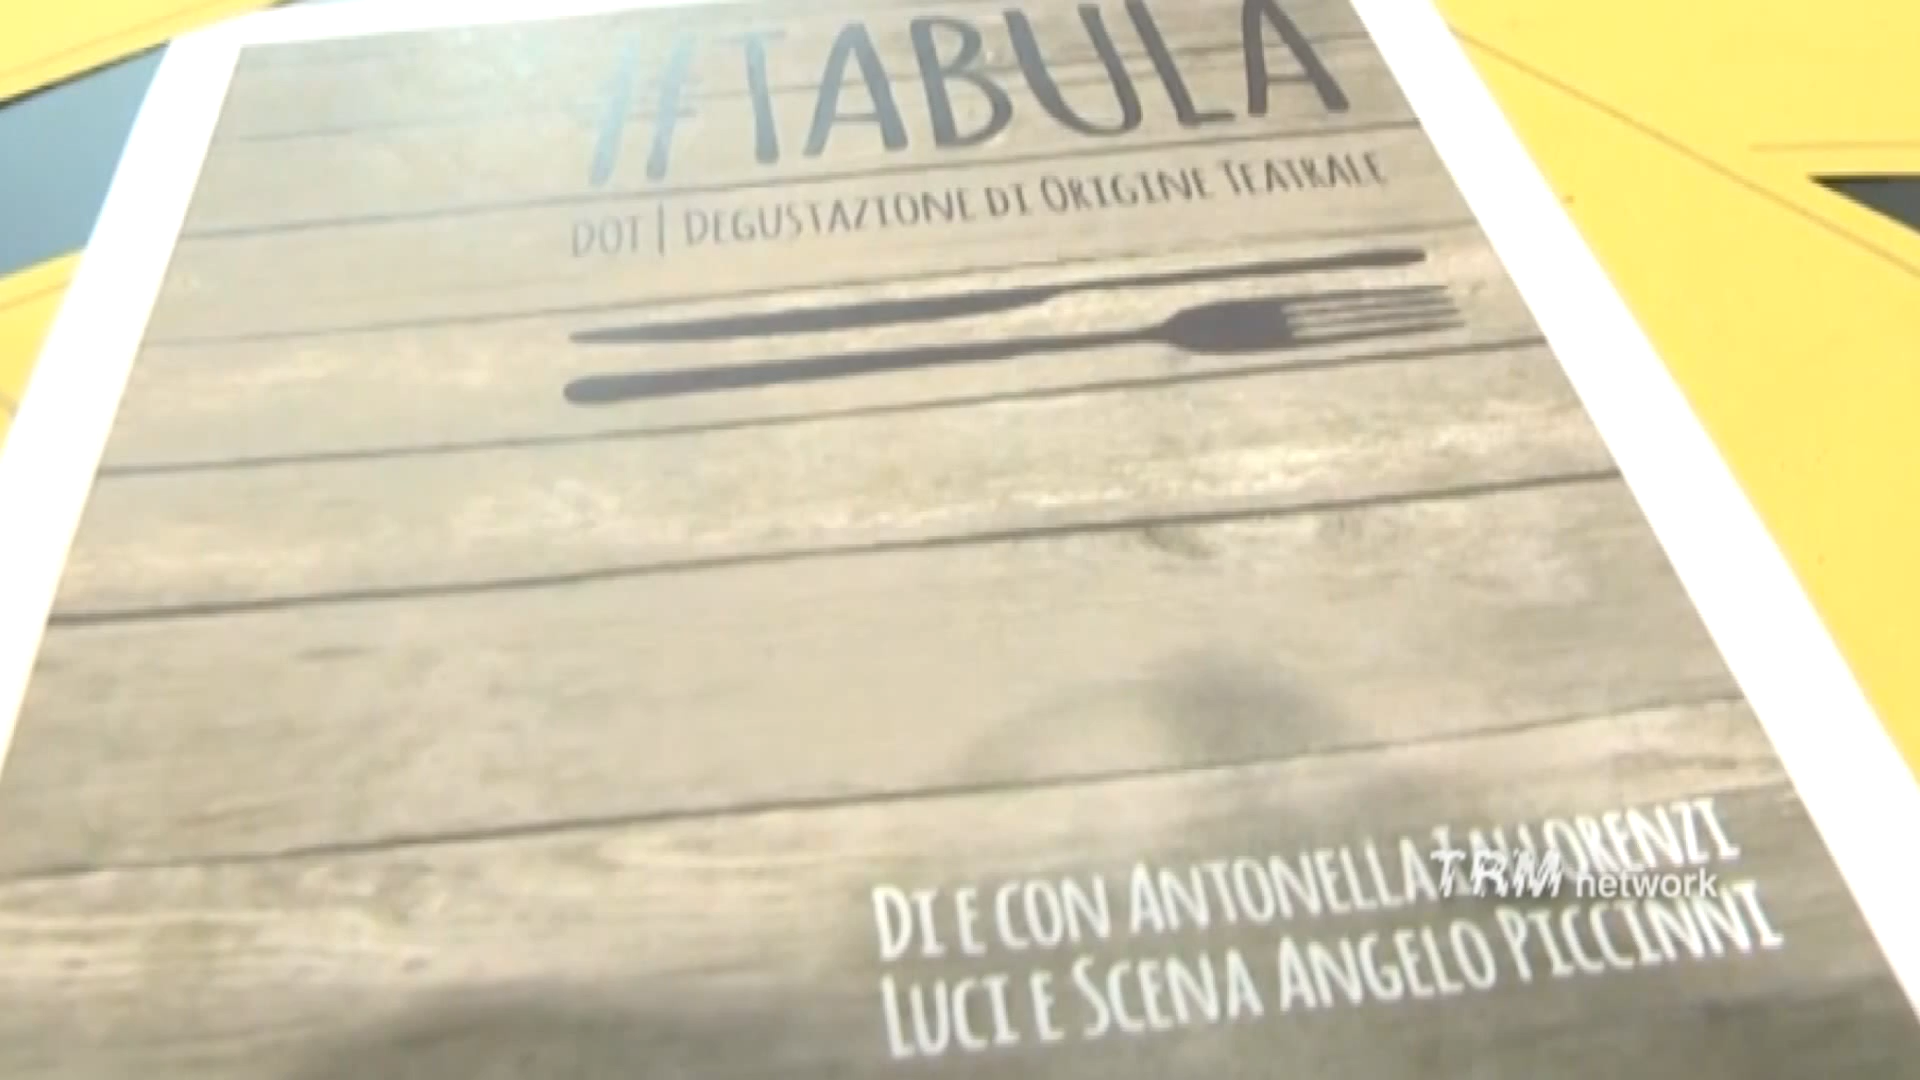 #TABULA
DOT | DEGUSTAZIONE DI ORIGINE TEATRALE
DI E CON ANTONELLA
LUCI E SCENA ANGELO PICCINNI
TRM network